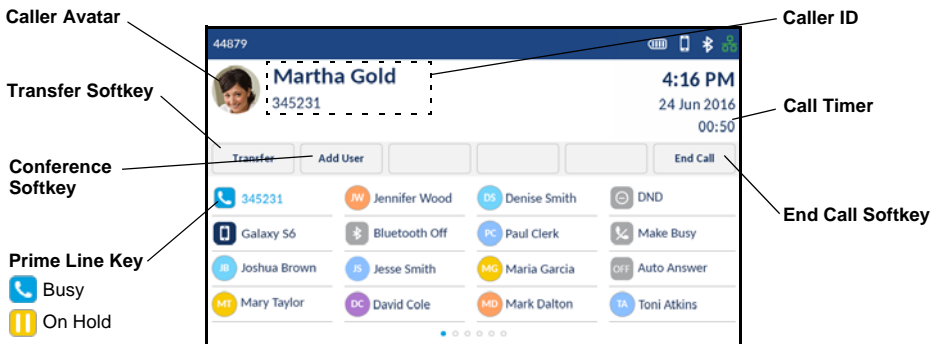 Caller Avatar
Caller ID
44879
Martha Gold
345231
4:16 PM
24 Jun 2016
00:50
Transfer Softkey
Call Timer
Transfer
Add User
End Call
Conference
Softkey
345231
JW Jennifer Wood
DS Denise Smith
DND
End Call Softkey
Galaxy S6
Bluetooth Off
PC Paul Clerk
Make Busy
Prime Line Key
JB Joshua Brown
JS Jesse Smith
MG Maria Garcia
OFF Auto Answer
Busy
MT Mary Taylor
DC David Cole
MD Mark Dalton
TA Toni Atkins
On Hold